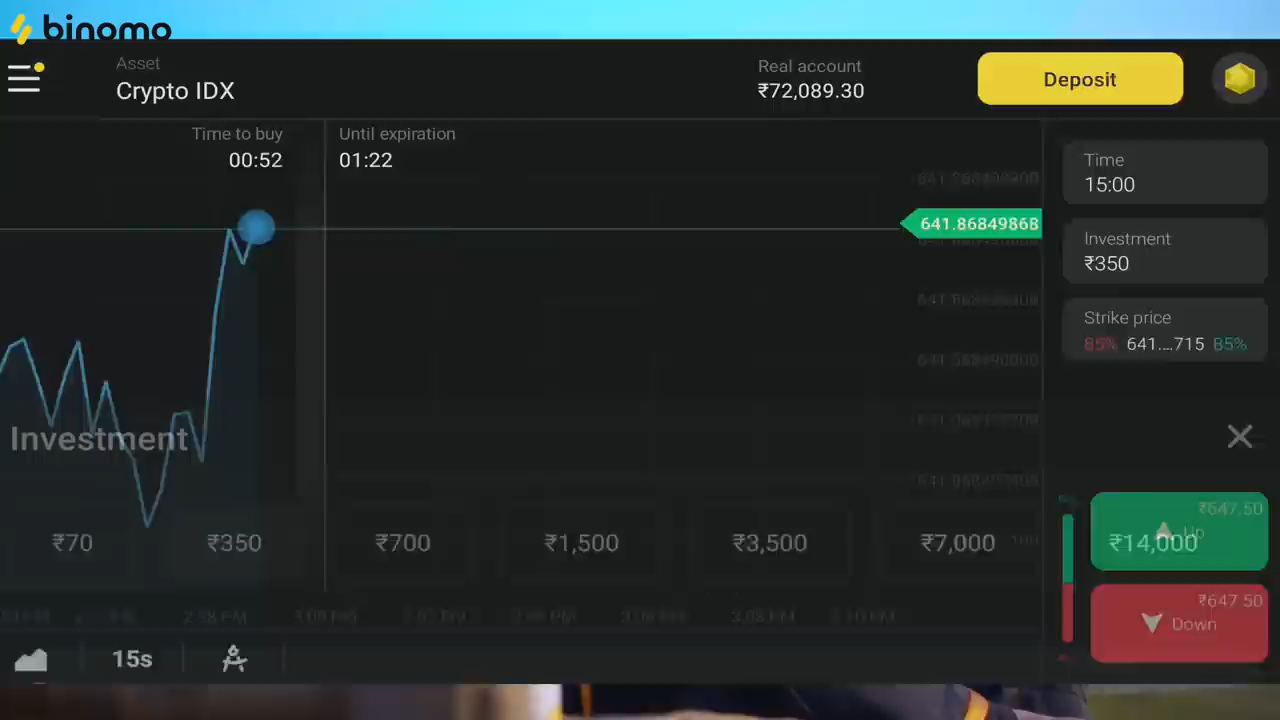 binomo
Asset
Crypto IDX
Real account
₹72,089.30
Deposit
Time to buy
00:52
Until expiration
01:22
641.86849868
Time
15:00
Investment
₹350
Strike price
85% 641....715 85%
Investment
₹70
₹350
₹700
₹1,500
₹3,500
₹7,000
₹14,000
₹647.50
Up
₹647.50
Down
15s